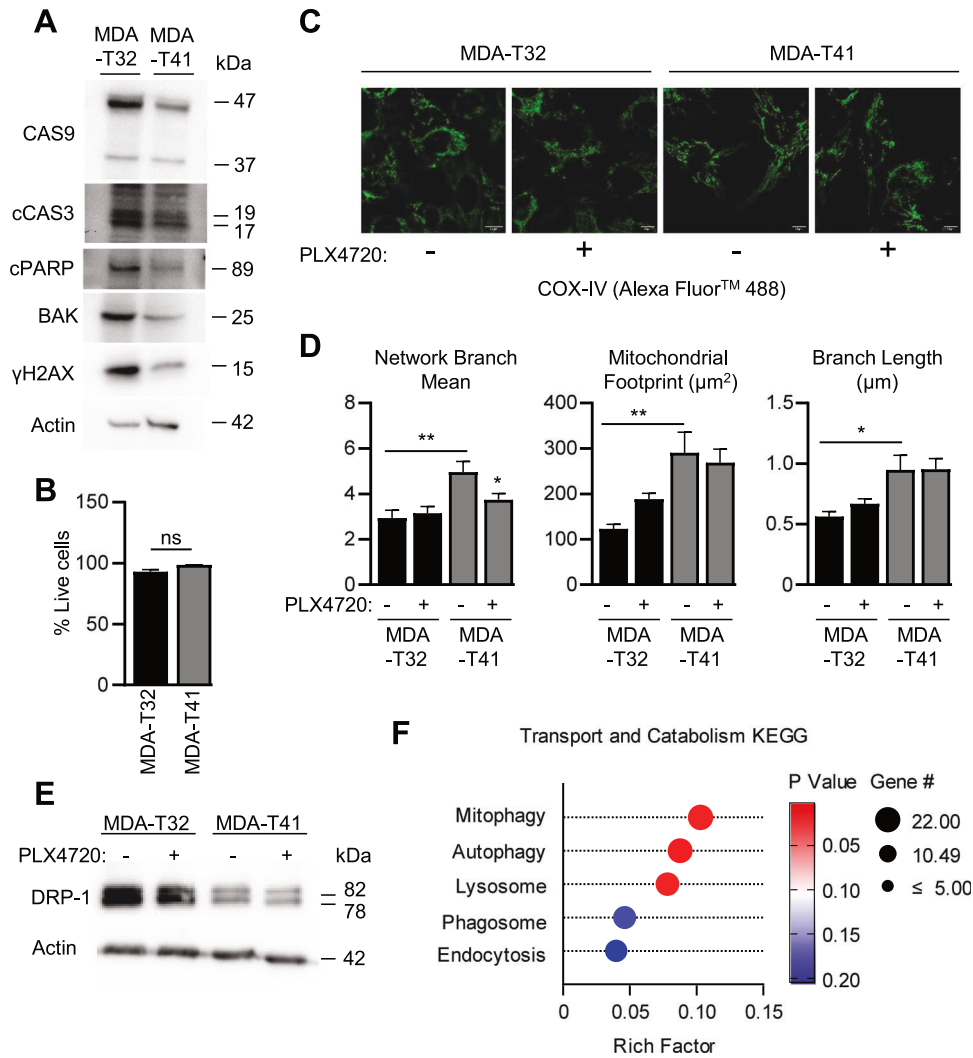 A
MDA
-T32
MDA
-T41
kDa
CAS9
47
37
cCAS3
19
17
cPARP
89
BAK
25
γH2AX
15
Actin
42
B
% Live cells
150
100
50
0
ns
MDA-T32
MDA-T41
C
MDA-T32
MDA-T41
PLX4720:
-
+
-
+
COX-IV (Alexa Fluor™ 488)
D
Network Branch
Mean
8
6
4
2
0
**
*
PLX4720:
- + - +
MDA
-T32
MDA
-T41
Mitochondrial
Footprint (µm²)
400
300
200
100
0
**
- + - +
MDA
-T32
MDA
-T41
Branch Length
(µm)
1.5
1.0
0.5
0
*
- + - +
MDA
-T32
MDA
-T41
E
MDA-T32
MDA-T41
PLX4720:
- + - +
kDa
DRP-1
82
78
Actin
42
F
Transport and Catabolism KEGG
Mitophagy
Autophagy
Lysosome
Phagosome
Endocytosis
0 0.05 0.10 0.15
Rich Factor
P Value
0.05
0.10
0.15
0.20
Gene #
22.00
10.49
≤ 5.00